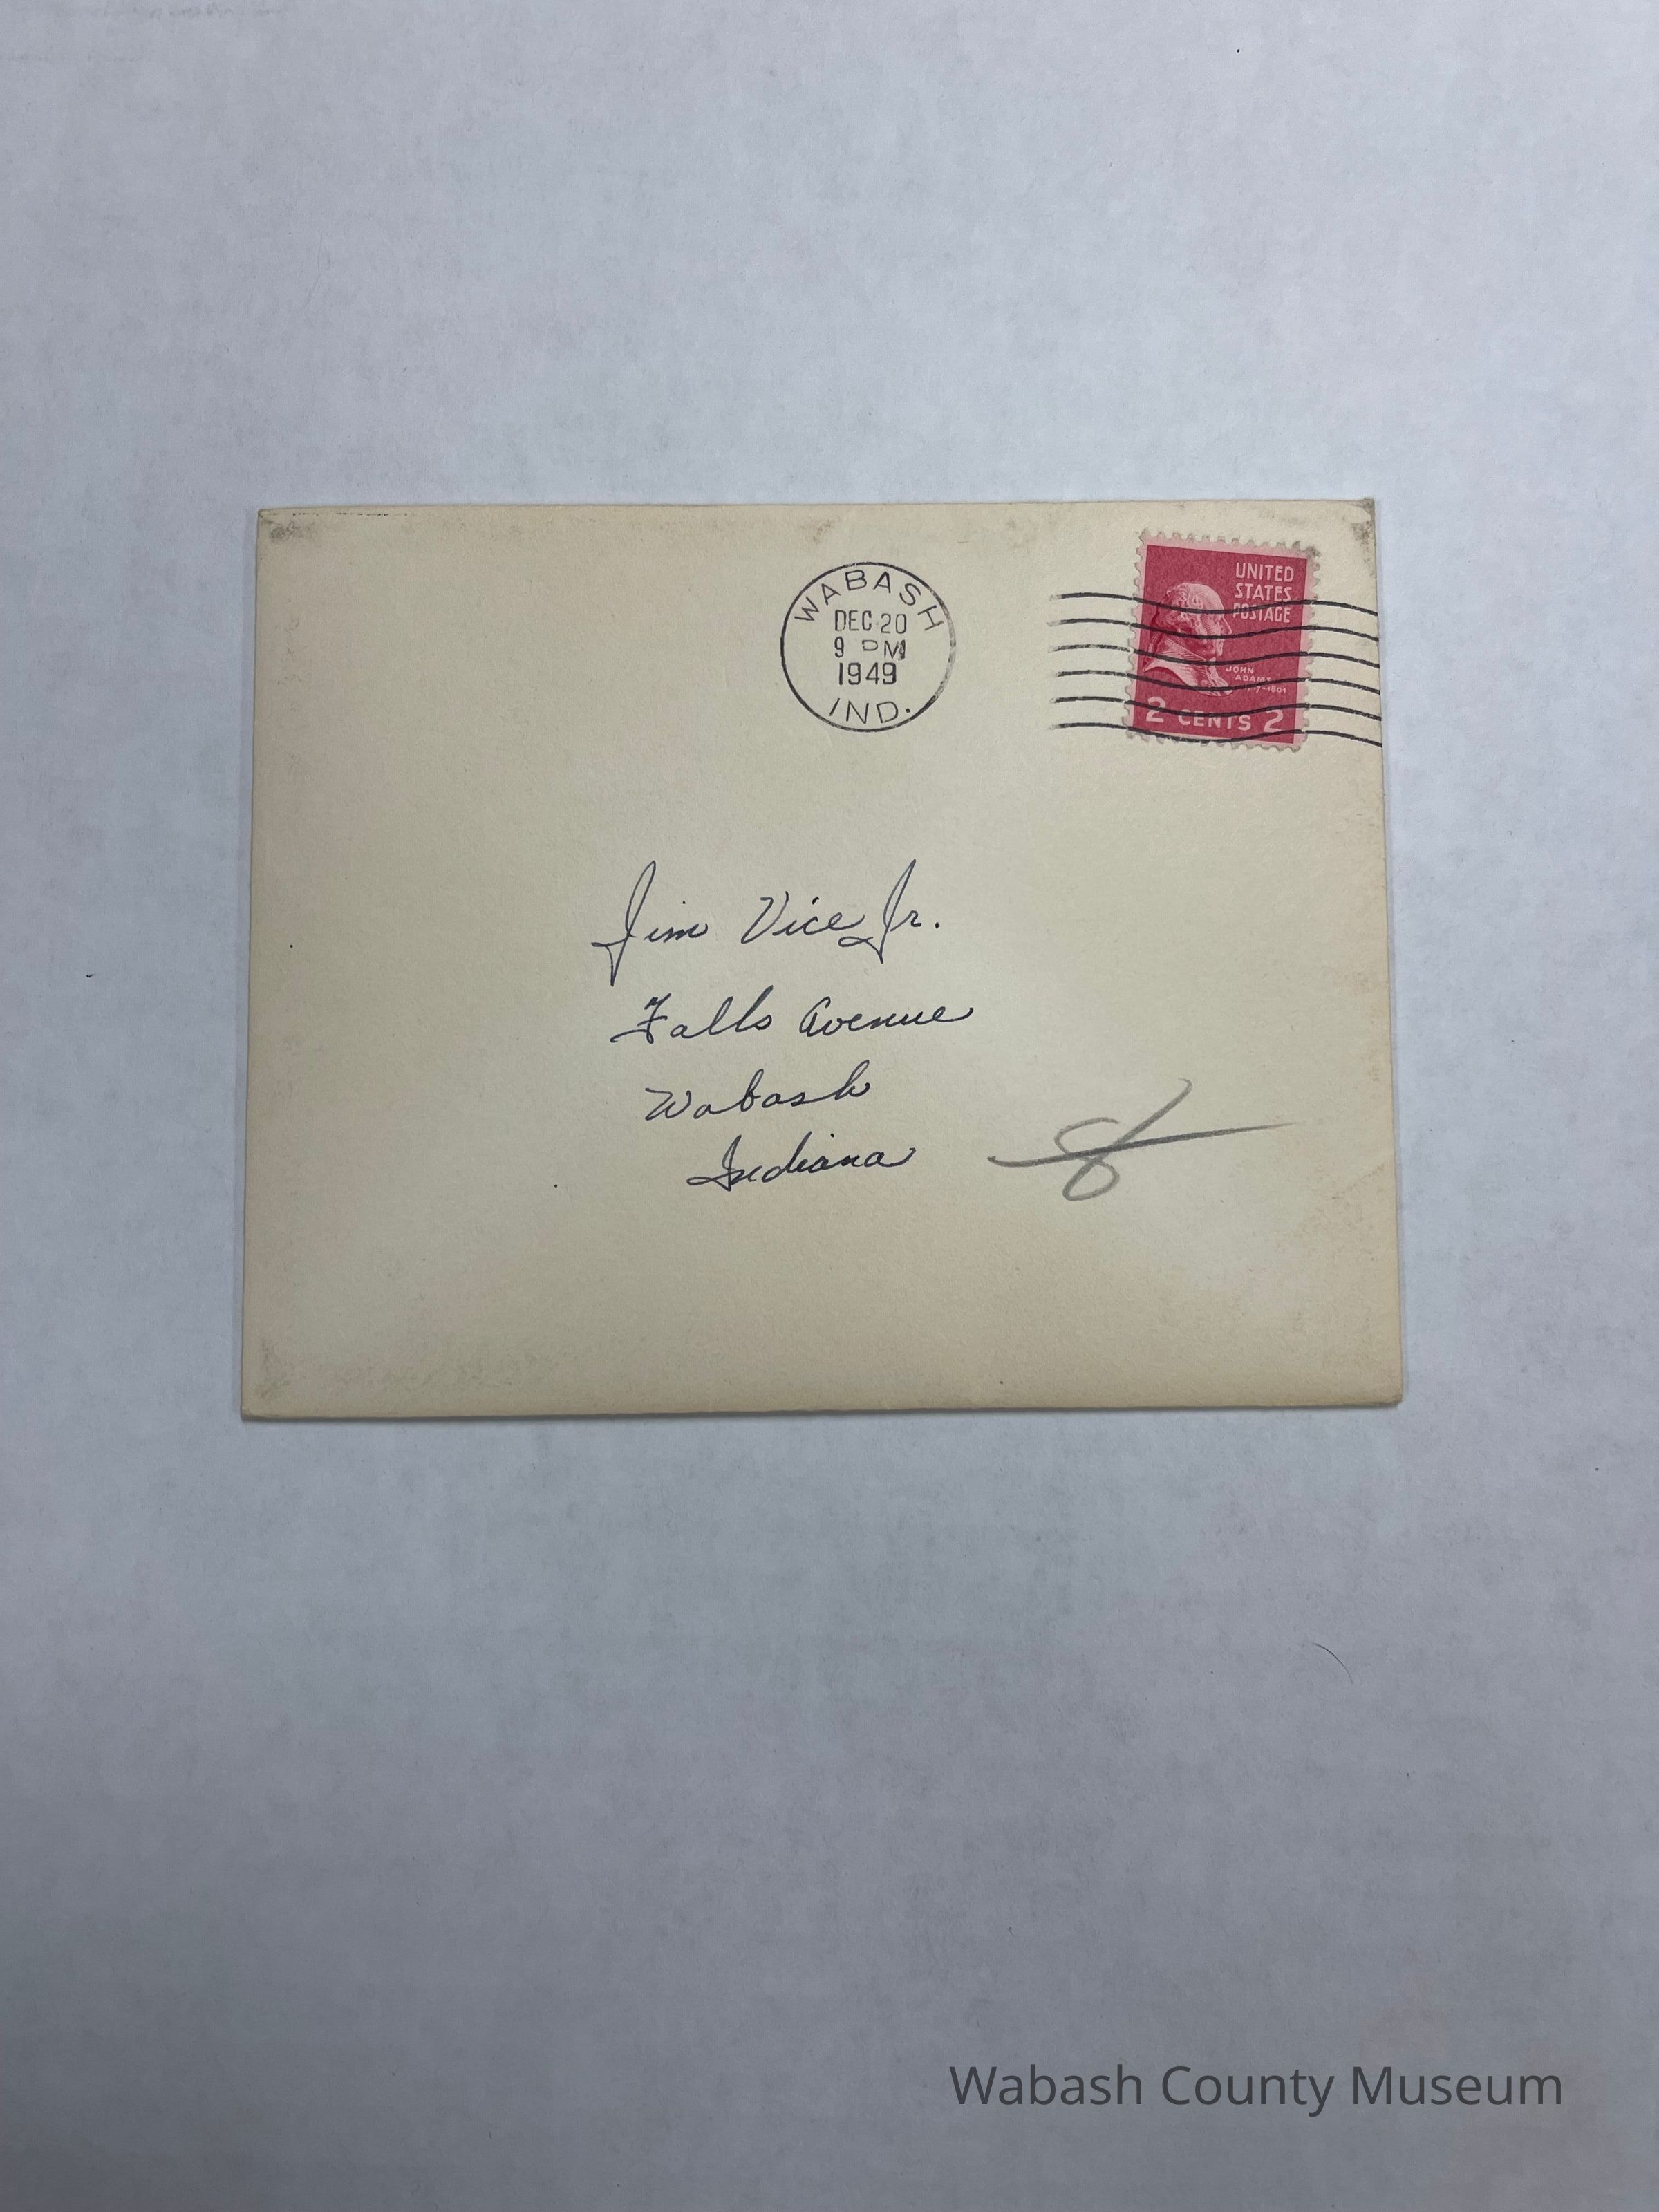 WABASH
DEC 20
9 PM
1949
IND.
UNITED
STATES
POSTAGE
JOHN
ADAMS
2 CENTS 2
Jim Vice Jr.
Falls Avenue
Wabash
Indiana
8
Wabash County Museum